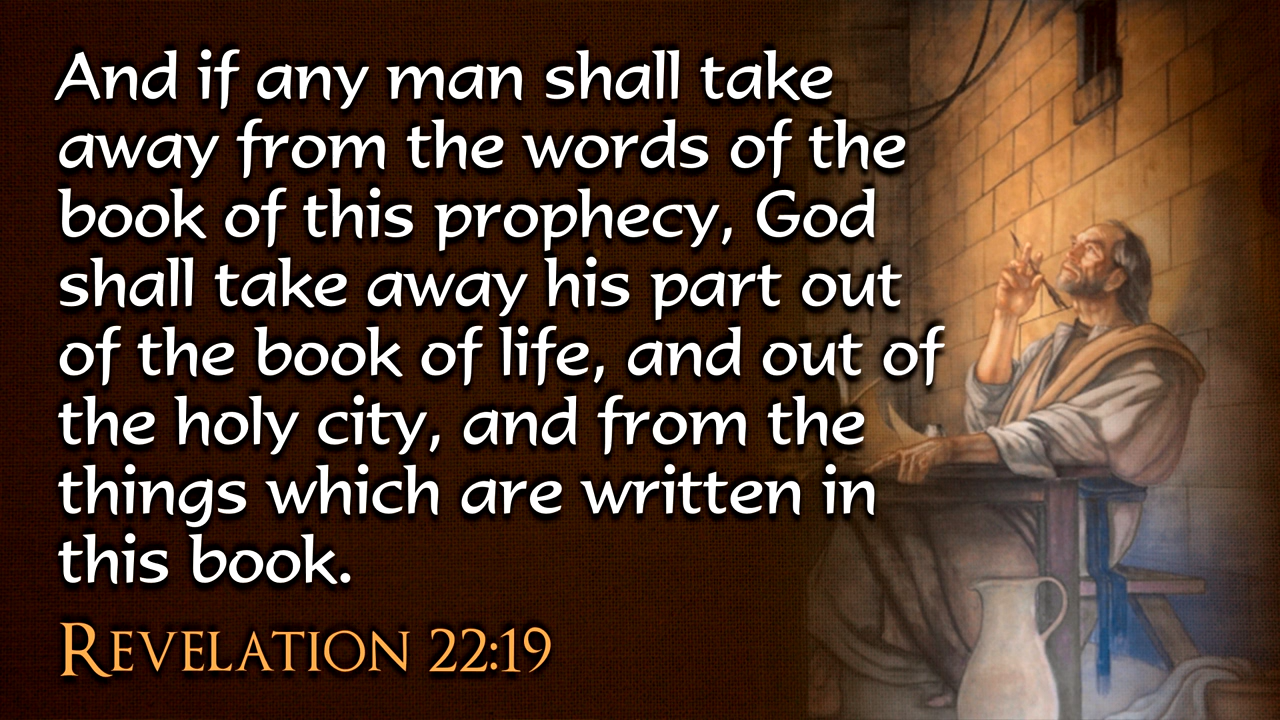 And if any man shall take
away from the words of the
book of this prophecy, God
shall take away his part out
of the book of life, and out of
the holy city, and from the
things which are written in
this book.
REVELATION 22:19